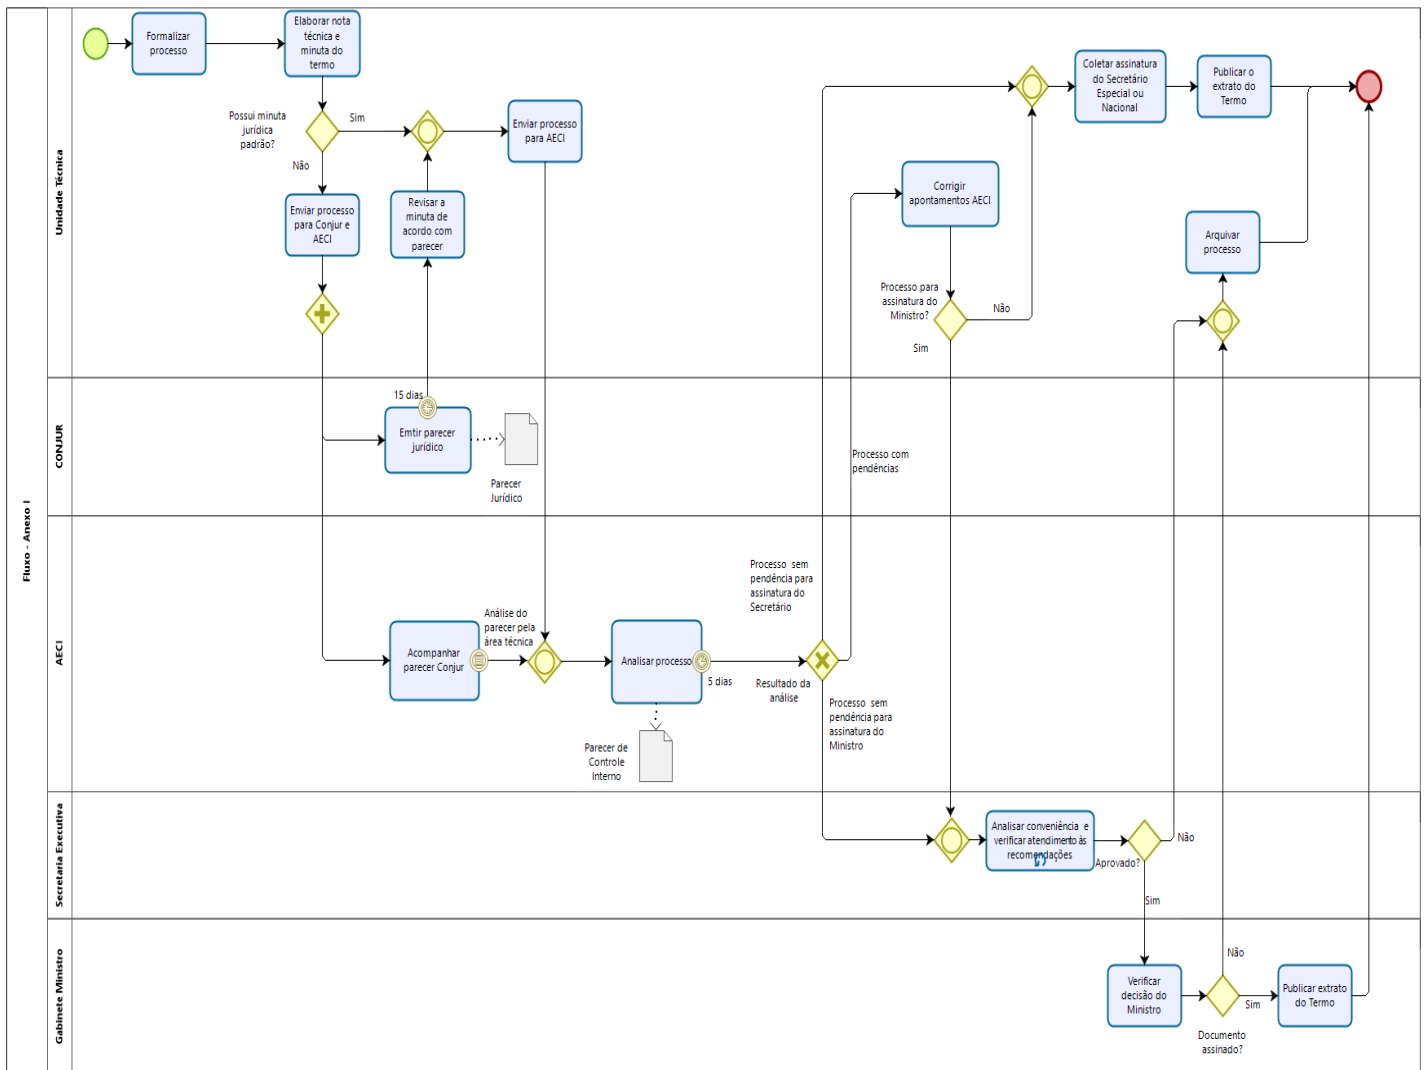 Fluxo - Anexo I
Unidade Técnica
Formalizar
processo
Elaborar nota
técnica e
minuta do
termo
Possui minuta
jurídica
padrão?
Sim
Não
Enviar processo
para AECI
Enviar processo
para Conjur e
AECI
Revisar a
minuta de
acordo com
parecer
Coletar assinatura
do Secretário
Especial ou
Nacional
Publicar o
extrato do
Termo
Corrigir
apontamentos AECI
Processo para
assinatura do
Ministro?
Não
Sim
Arquivar
processo
CONJUR
15 dias
Emtir parecer
jurídico
Parecer
Jurídico
Processo com
pendências
AECI
Acompanhar
parecer Conjur
Análise do
parecer pela
área técnica
Analisar processo
5 dias
Parecer de
Controle
Interno
Processo sem
pendência para
assinatura do
Secretário
Resultado da
análise
Processo sem
pendência para
assinatura do
Ministro
Secretaria Executiva
Analisar conveniência e
verificar atendimento às
recomendações
Aprovado?
Não
Sim
Gabinete Ministro
Verificar
decisão do
Ministro
Não
Sim
Documento
assinado?
Publicar extrato
do Termo